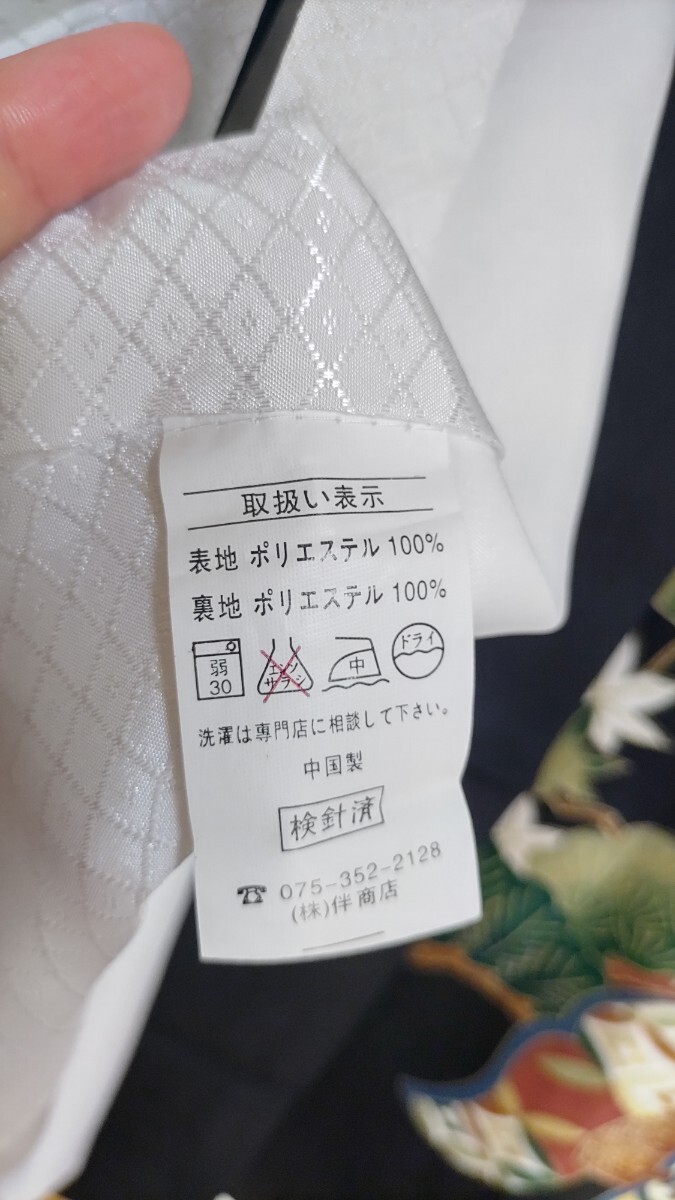 取扱い表示
表地 ポリエステル 100%
裏地 ポリエステル 100%
弱
30
エンソ
サラシ
中
ドライ
洗濯は専門店に相談して下さい。
中国製
検針済
☎ 075-352-2128
(株)伴商店